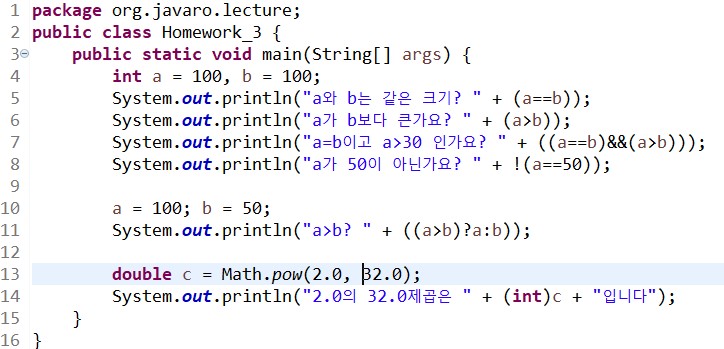 1 package org.javaro.lecture;
2 public class Homework_3 {
3 public static void main(String[] args) {
4 int a = 100, b = 100;
5 System.out.println("a와 b는 같은 크기? " + (a==b));
6 System.out.println("a가 b보다 큰가요? " + (a>b));
7 System.out.println("a=b이고 a>30 인가요? " + ((a==b)&&(a>b)));
8 System.out.println("a가 50이 아닌가요? " + !(a==50));
9
10 a = 100; b = 50;
11 System.out.println("a>b? " + ((a>b)?a:b));
12
13 double c = Math.pow(2.0, 32.0);
14 System.out.println("2.0의 32.0제곱은 " + (int)c + "입니다");
15 }
16 }